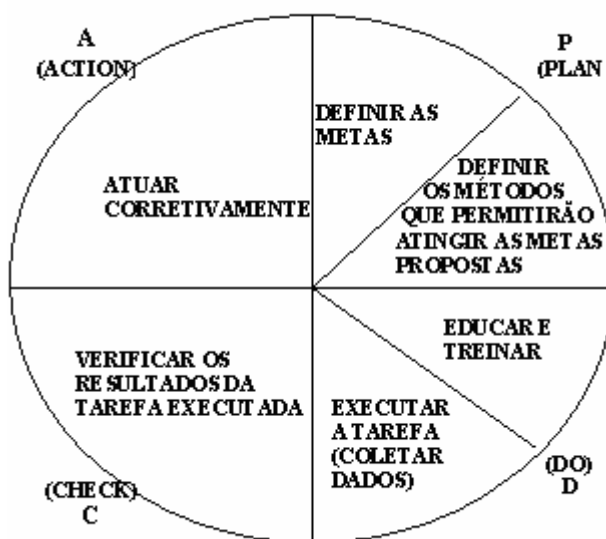 A
(ACTION)
P
(PLAN
DEFINIR AS
METAS
DEFINIR
OS MÉTODOS
QUE PERMITIRÃO
ATINGIR AS METAS
PROPOSTAS
ATUAR
CORRETIVAMENTE
EDUCAR E
TREINAR
VERIFICAR OS
RESULTADOS DA
TAREFA EXECUTADA
EXECUTAR
A TAREFA
(COLETAR
DADOS)
(CHECK)
C
(DO)
D